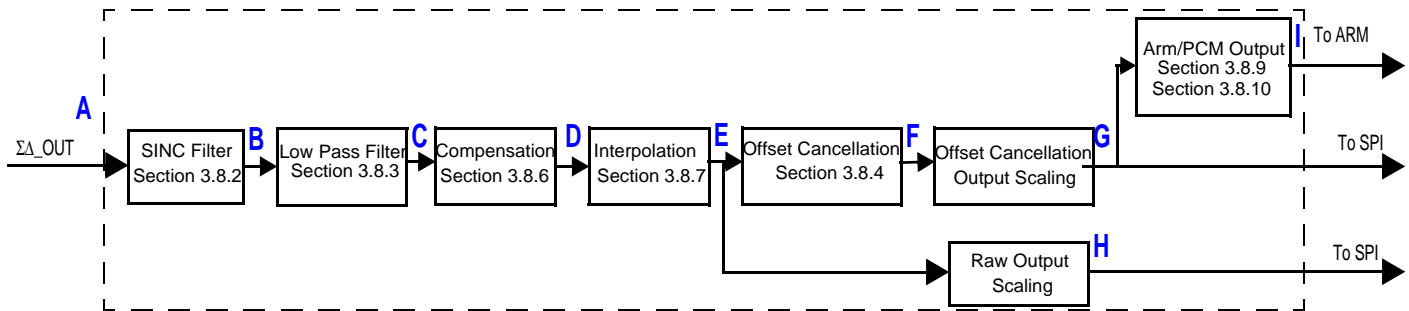 Arm/PCM Output
Section 3.8.9
Section 3.8.10
I
To ARM
A
ΣΔ_OUT
SINC Filter
Section 3.8.2
B
Low Pass Filter
Section 3.8.3
C
Compensation
Section 3.8.6
D
Interpolation
Section 3.8.7
E
Offset Cancellation
Section 3.8.4
F
Offset Cancellation
Output Scaling
G
To SPI
Raw Output
Scaling
H
To SPI